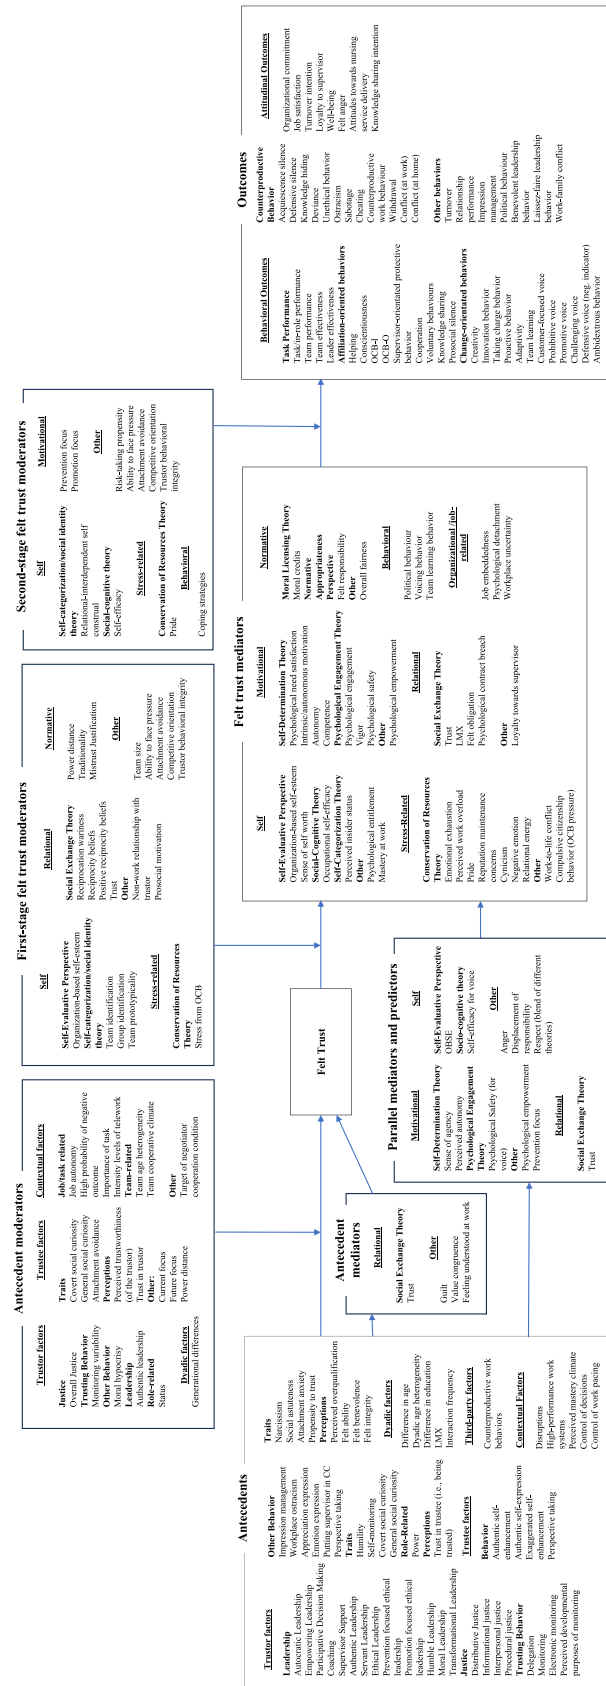 Antecedents
Trustor factors
Leadership
Autocratic Leadership
Empowering Leadership
Participative Decision Making
Coaching
Supervisor Support
Authentic Leadership
Servant Leadership
Ethical Leadership
Prevention focused ethical
leadership
Promotion focused ethical
leadership
Humble Leadership
Moral Leadership
Transformational Leadership
Justice
Distributive Justice
Informational justice
Interpersonal justice
Procedural justice
Trusting Behavior
Delegation
Monitoring
Electronic monitoring
Perceived developmental
purposes of monitoring
Other Behavior
Impression management
Workplace ostracism
Appreciation expression
Emotion expression
Putting supervisor in CC
Perspective taking
Traits
Humility
Self-monitoring
Covert social curiosity
General social curiosity
Role-Related
Power
Perceptions
Trust in trustee (i.e., being
trusted)
Trustee factors
Behavior
Authentic self-
enhancement
Authentic self-expression
Exaggerated self-
enhancement
Perspective taking
Traits
Narcissism
Social astuteness
Attachment anxiety
Propensity to trust
Perceptions
Perceived overqualification
Felt ability
Felt benevolence
Felt integrity
Dyadic factors
Difference in age
Dyadic age heterogeneity
Difference in education
LMX
Interaction frequency
Third-party factors
Counterproductive work
behaviors
Contextual Factors
Disruptions
High-performance work
systems
Perceived mastery climate
Control of decisions
Control of work pacing
Antecedent moderators
Trustor factors
Justice
Overall Justice
Trusting Behavior
Monitoring variability
Other Behavior
Moral hypocrisy
Leadership
Authentic leadership
Role-related
Status
Dyadic factors
Generational differences
Trustee factors
Traits
Covert social curiosity
General social curiosity
Attachment avoidance
Perceptions
Perceived trustworthiness
(of the trustor)
Trust in trustor
Other:
Current focus
Future focus
Power distance
Contextual factors
Job/task related
Job autonomy
High probability of negative
outcome
Importance of task
Intensity levels of telework
Team-related
Team age heterogeneity
Team cooperative climate
Other
Target of negotiator
cooperation condition
Antecedent
mediators
Relational
Social Exchange Theory
Trust
Other
Guilt
Value congruence
Feeling understood at work
Felt Trust
Parallel mediators and predictors
Motivational
Self-Determination Theory
Sense of agency
Perceived autonomy
Psychological Engagement
Theory
Psychological Safety (for
voice)
Other
Psychological empowerment
Prevention focus
Relational
Social Exchange Theory
Trust
Self
Self-Evaluative Perspective
OBSE
Socio-cognitive theory
Self-efficacy for voice
Other
Anger
Displacement of
responsibility
Respect (blend of different
theories)
First-stage felt trust moderators
Self
Self-Evaluative Perspective
Organization-based self-esteem
Self-categorization/social identity
theory
Team identification
Group identification
Team prototypicality
Stress-related
Conservation of Resources
Theory
Stress from OCB
Relational
Social Exchange Theory
Reciprocation wariness
Reciprocity beliefs
Positive reciprocity beliefs
Trust
Other
Non-work relationship with
trustor
Prosocial motivation
Normative
Power distance
Traditionality
Mistrust Justification
Other
Team size
Ability to face pressure
Attachment avoidance
Competitive orientation
Trustor behavioral integrity
Felt trust mediators
Self
Self-Evaluative Perspective
Organization-based self-esteem
Sense of self worth
Social-Cognitive Theory
Occupational self-efficacy
Self-Categorization Theory
Perceived insider status
Other
Psychological entitlement
Mastery at work
Stress-Related
Conservation of Resources
Theory
Emotional exhaustion
Perceived work overload
Pride
Reputation maintenance
concerns
Cynicism
Negative emotion
Relational energy
Other
Work-to-life conflict
Compulsive citizenship
behavior (OCB pressure)
Motivational
Self-Determination Theory
Psychological need satisfaction
Intrinsic/autonomous motivation
Autonomy
Competence
Psychological Engagement Theory
Psychological engagement
Vigor
Psychological safety
Other
Psychological empowerment
Relational
Social Exchange Theory
Trust
LMX
Felt obligation
Psychological contract breach
Other
Loyalty towards supervisor
Normative
Moral Licensing Theory
Moral credits
Normative
Appropriateness
Perspective
Felt responsibility
Other
Overall fairness
Behavioral
Political behaviour
Voicing behavior
Team learning behavior
Organizational /job-
related
Job embeddedness
Psychological detachment
Workplace uncertainty
Second-stage felt trust moderators
Self
Self-categorization/social identity
theory
Relational-interdependent self
construal
Social-cognitive theory
Self-efficacy
Stress-related
Conservation of Resources Theory
Pride
Behavioral
Coping strategies
Motivational
Prevention focus
Promotion focus
Other
Risk-taking propensity
Ability to face pressure
Attachment avoidance
Competitive orientation
Trustor behavioral
integrity
Outcomes
Behavioral Outcomes
Task Performance
Task/in-role performance
Team performance
Team effectiveness
Leader effectiveness
Affiliation-oriented behaviors
Helping
Conscientiousness
OCB-I
OCB-O
Supervisor-orientated protective
behavior
Cooperation
Voluntary behaviours
Knowledge sharing
Prosocial silence
Change-orientated behaviors
Creativity
Innovation behavior
Taking charge behavior
Proactive behavior
Adaptivity
Team learning
Customer-focused voice
Prohibitive voice
Promotive voice
Challenging voice
Defensive voice (neg. indicator)
Ambidextrous behavior
Counterproductive
Behavior
Acquiescence silence
Defensive silence
Knowledge hiding
Deviance
Unethical behavior
Ostracism
Sabotage
Cheating
Counterproductive
work behaviour
Withdrawal
Conflict (at work)
Conflict (at home)
Other behaviors
Turnover
Relationship
performance
Impression
management
Political behaviour
Benevolent leadership
behavior
Laissez-faire leadership
behavior
Work-family conflict
Attitudinal Outcomes
Organizational commitment
Job satisfaction
Turnover intention
Loyalty to supervisor
Well-being
Felt anger
Attitudes towards nursing
service delivery
Knowledge sharing intention